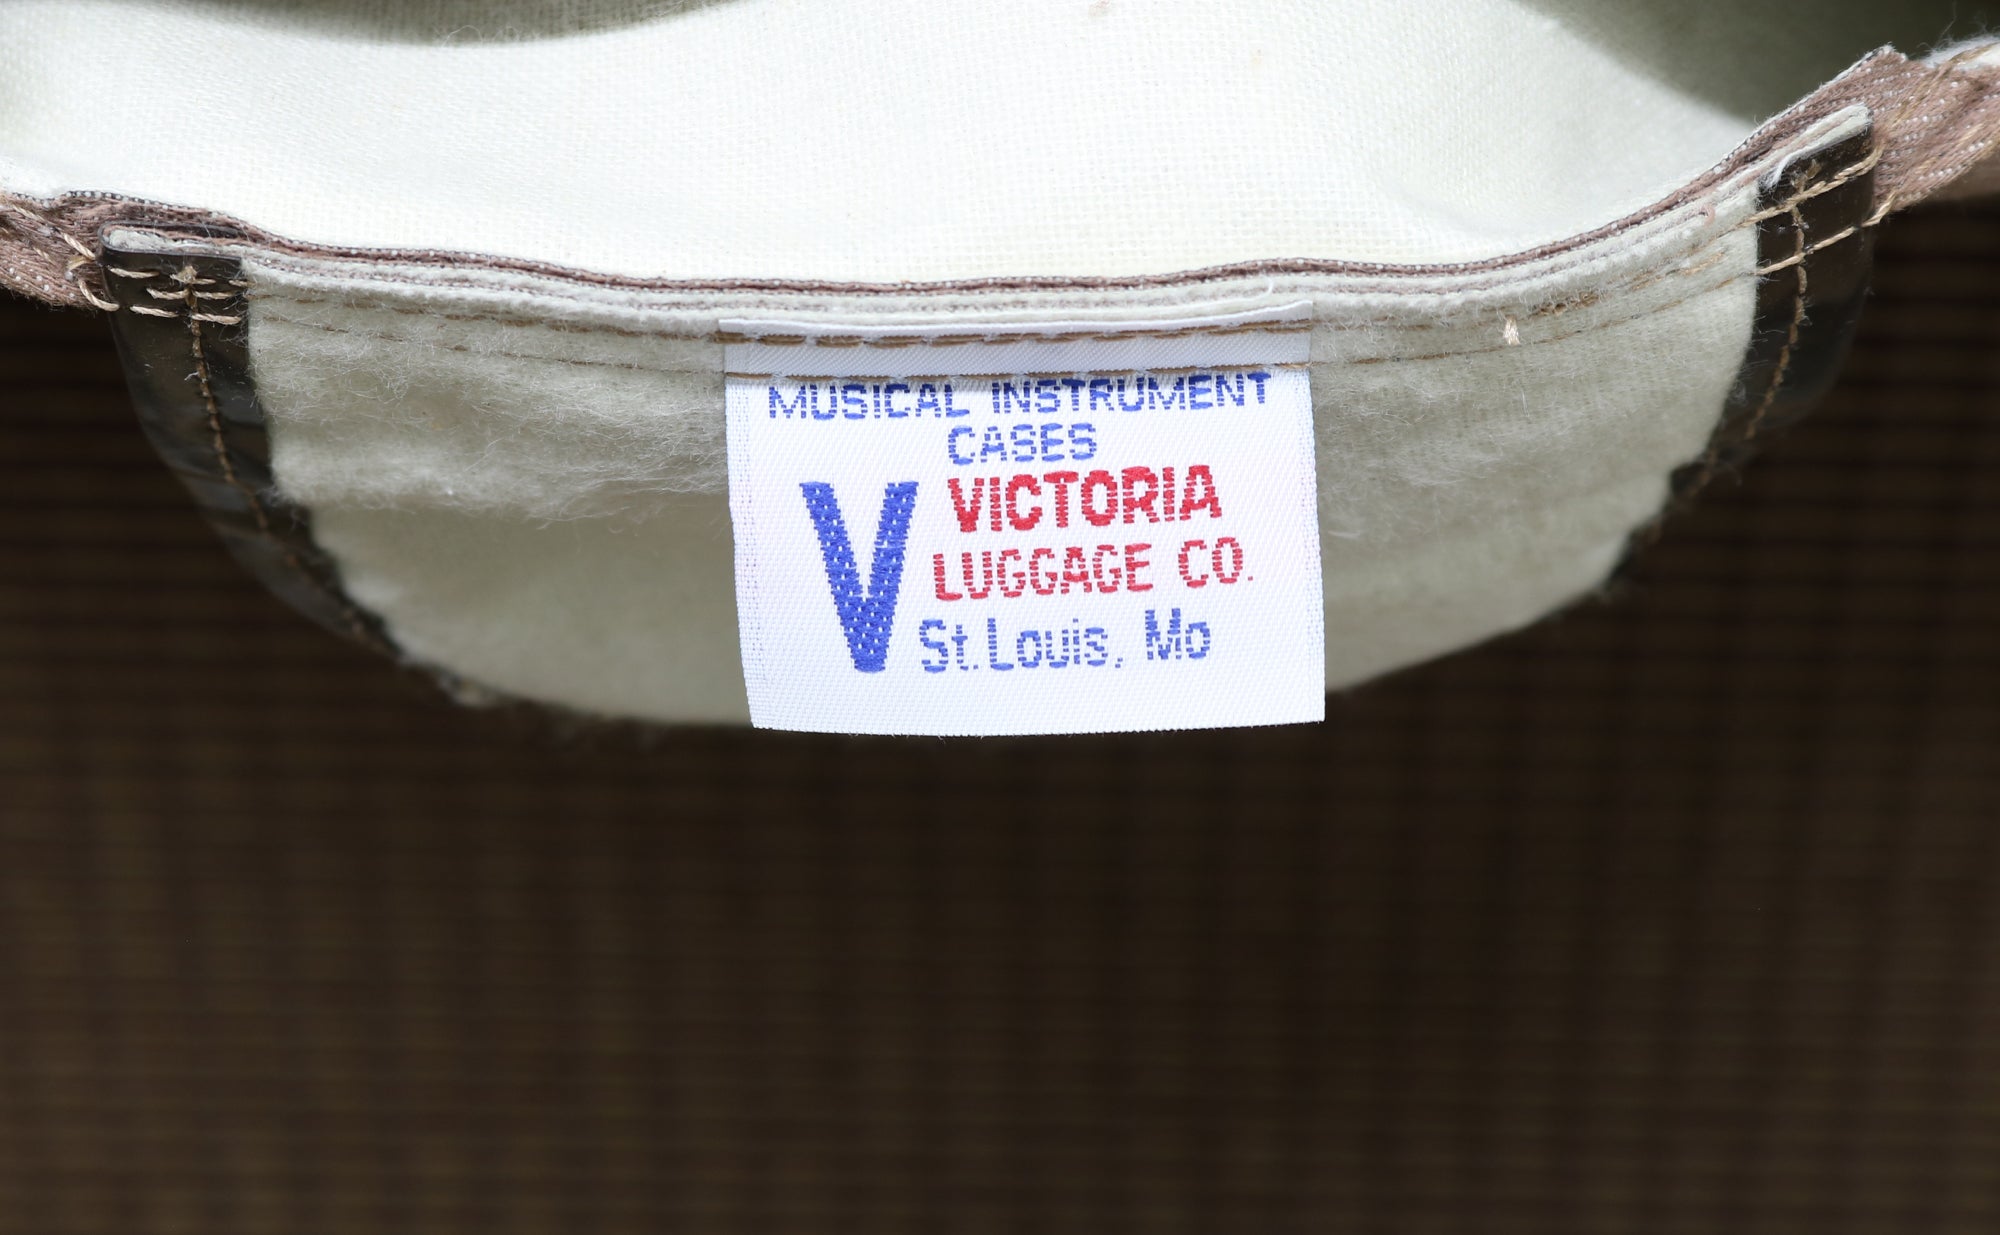 MUSICAL INSTRUMENT
CASES
V VICTORIA
LUGGAGE CO.
St. Louis, Mo